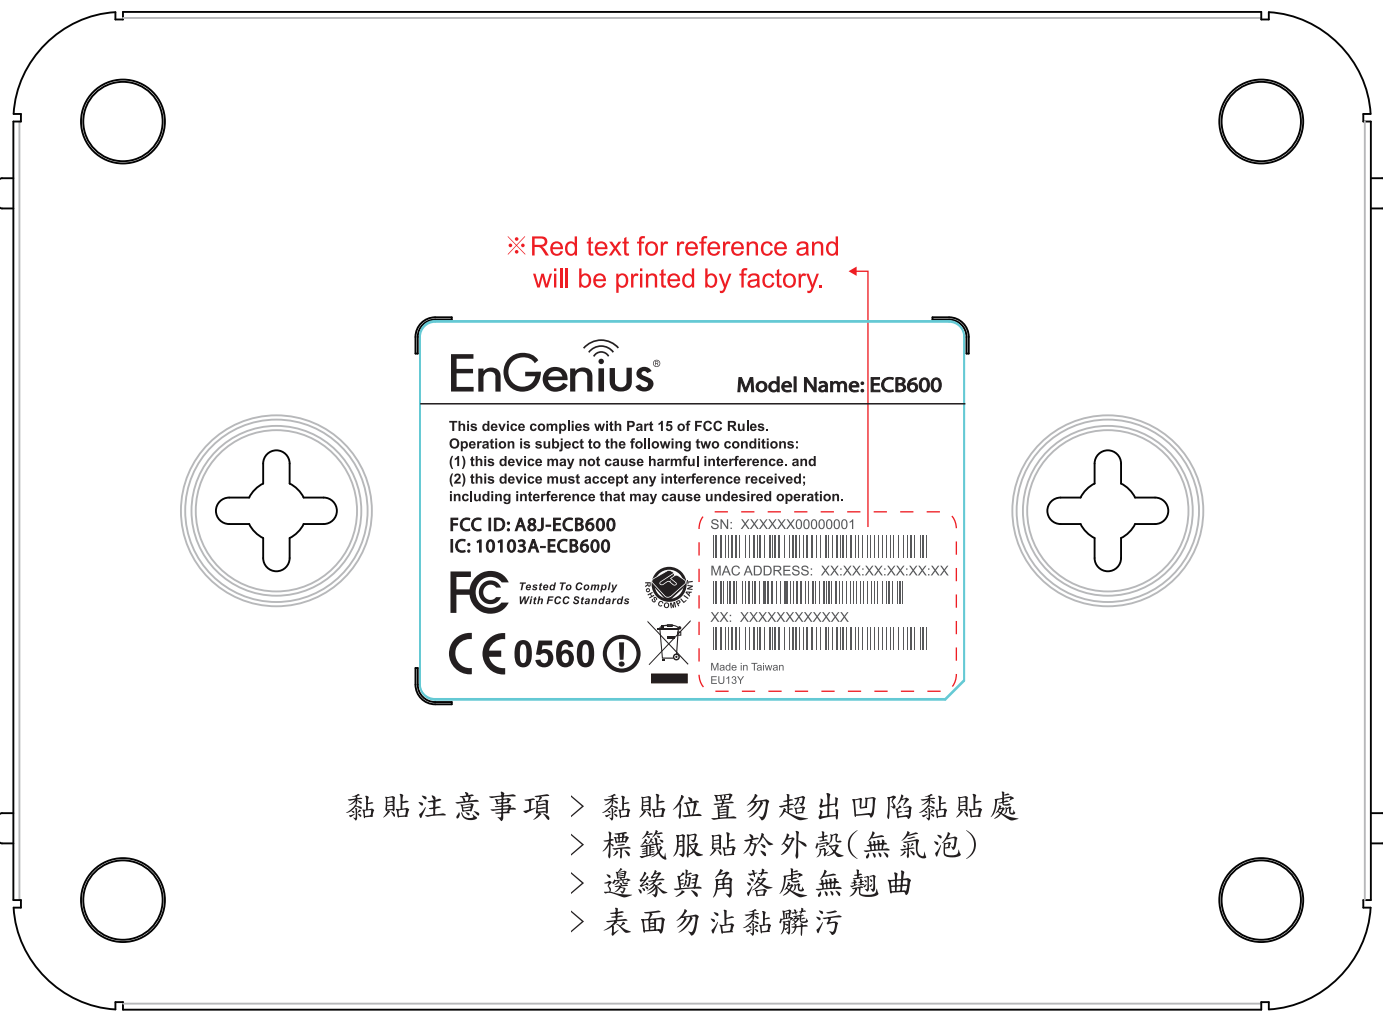 ※Red text for reference and
will be printed by factory.
EnGenius®
Model Name: ECB600
This device complies with Part 15 of FCC Rules.
Operation is subject to the following two conditions:
(1) this device may not cause harmful interference. and
(2) this device must accept any interference received;
including interference that may cause undesired operation.
FCC ID: A8J-ECB600
IC: 10103A-ECB600
FC Tested To Comply
With FCC Standards
RoHS COMPLIANT
CE 0560
SN: XXXXXX00000001
MAC ADDRESS: XX:XX:XX:XX:XX:XX
XX: XXXXXXXXXXXX
Made in Taiwan
EU13Y
黏貼注意事項 > 黏貼位置勿超出凹陷黏貼處
> 標籤服貼於外殼(無氣泡)
> 邊緣與角落處無翹曲
> 表面勿沾黏髒污